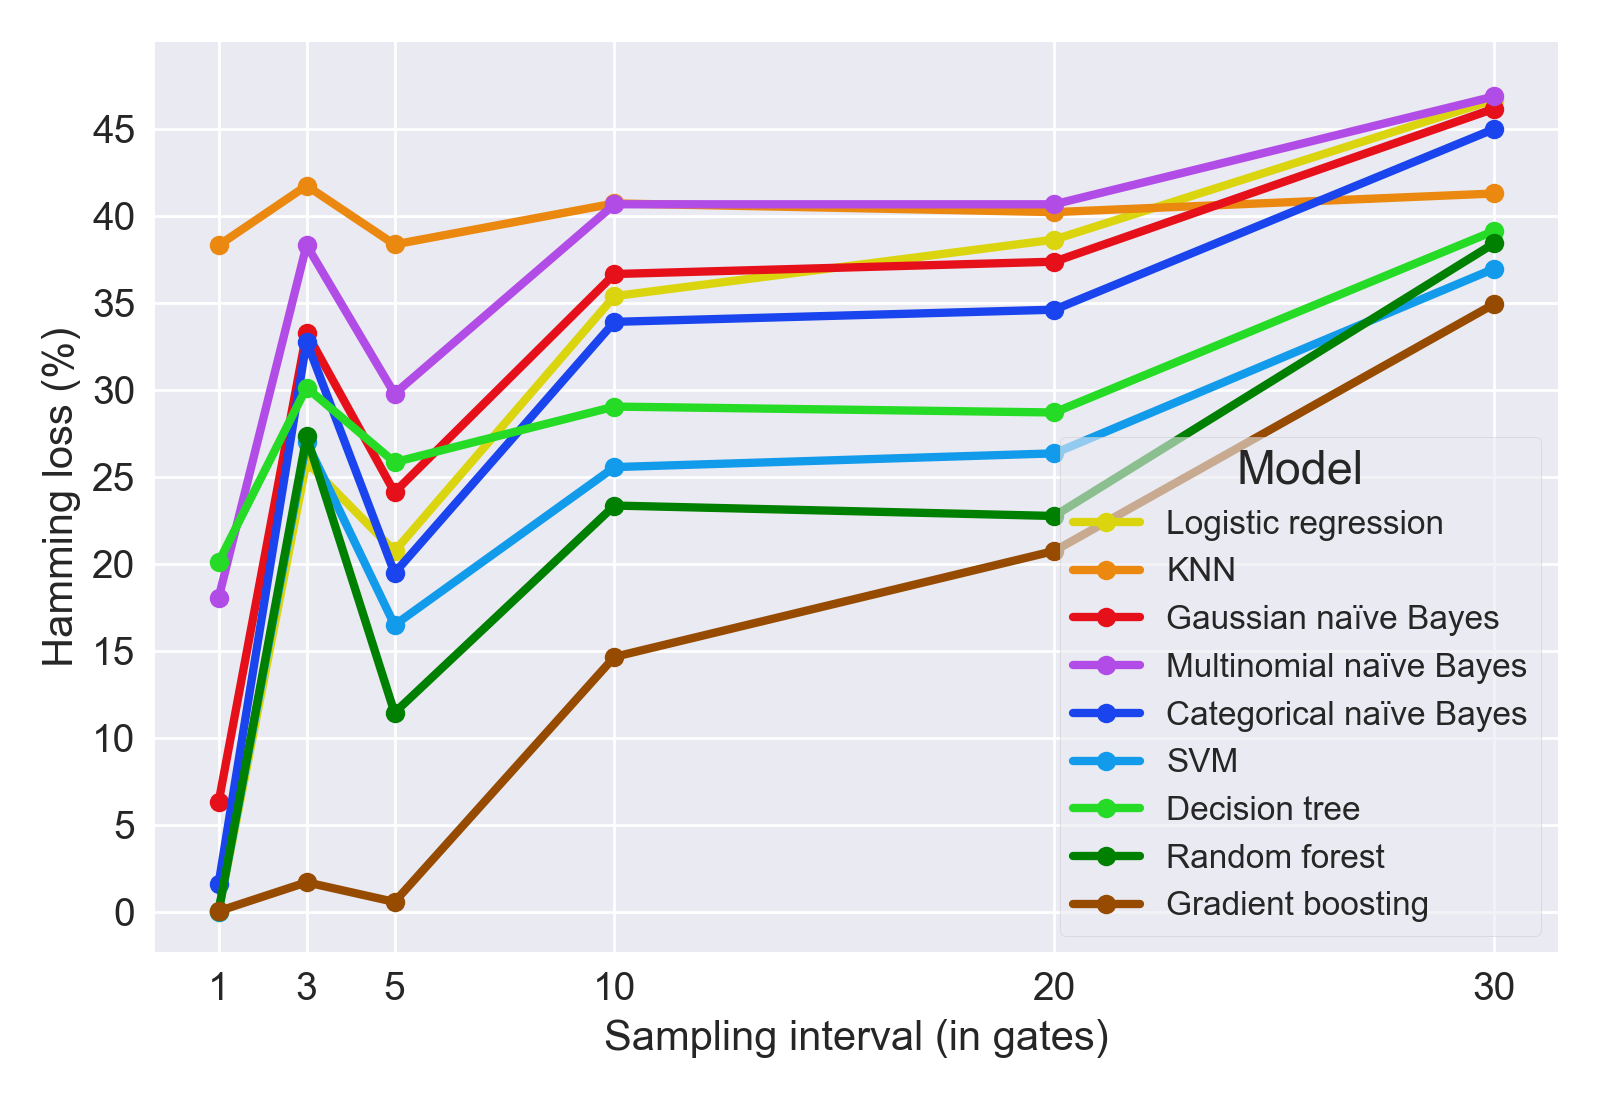 45
40
35
30
25
20
15
10
5
0
Hamming loss (%)
1 3 5 10 20 30
Sampling interval (in gates)
Model
Logistic regression
KNN
Gaussian naïve Bayes
Multinomial naïve Bayes
Categorical naïve Bayes
SVM
Decision tree
Random forest
Gradient boosting